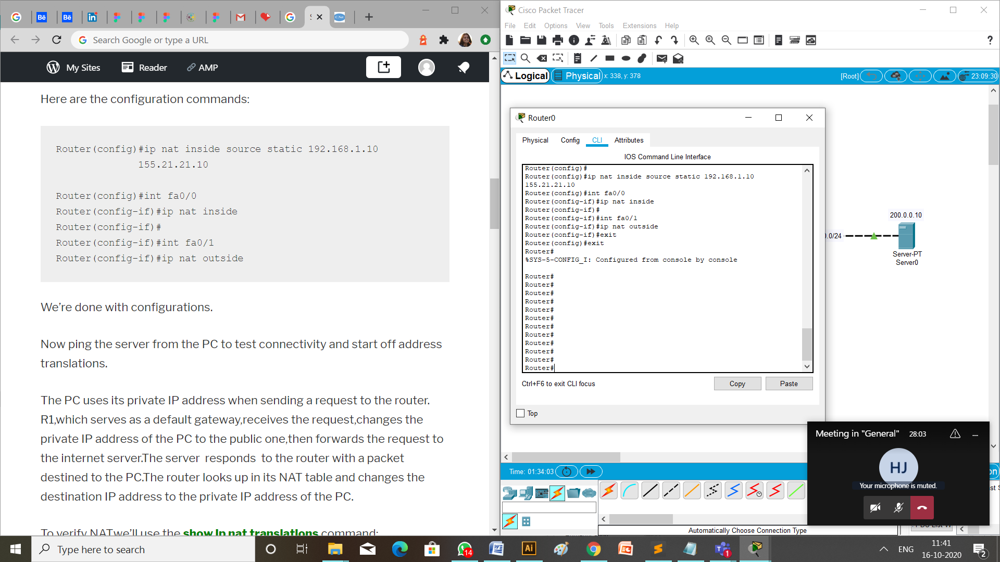 Search Google or type a URL
My Sites
Reader
AMP
Here are the configuration commands:
Router(config)#ip nat inside source static 192.168.1.10
155.21.21.10
Router(config)#int fa0/0
Router(config-if)#ip nat inside
Router(config-if)#
Router(config-if)#int fa0/1
Router(config-if)#ip nat outside
We're done with configurations.
Now ping the server from the PC to test connectivity and start off address
translations.
The PC uses its private IP address when sending a request to the router.
R1,which serves as a default gateway,receives the request,changes the
private IP address of the PC to the public one,then forwards the request to
the internet server.The server  responds  to the router with a packet
destined to the PC.The router looks up in its NAT table and changes the
destination IP address to the private IP address of the PC.
To verify NAT,we'll use the show ip nat translations command:
Cisco Packet Tracer
File Edit Options View Tools Extensions Help
Logical Physical x: 338, y: 378
[Root] 23:09:30
Router0
Physical Config CLI Attributes
IOS Command Line Interface
Router(config)#
Router(config)#ip nat inside source static 192.168.1.10
155.21.21.10
Router(config)#int fa0/0
Router(config-if)#ip nat inside
Router(config-if)#
Router(config-if)#int fa0/1
Router(config-if)#ip nat outside
Router(config-if)#exit
Router(config)#exit
Router#
%SYS-5-CONFIG_I: Configured from console by console
Router#
Router#
Router#
Router#
Router#
Router#
Router#
Router#
Router#
Router#
Router#
Router#
Ctrl+F6 to exit CLI focus
Copy
Paste
Top
200.0.0.10
.0/24
Server-PT
Server0
Meeting in "General" 28:03
HJ
Your microphone is muted.
Time: 01:34:03
Automatically Choose Connection Type
Type here to search
14
1
ENG
11:41
16-10-2020
2